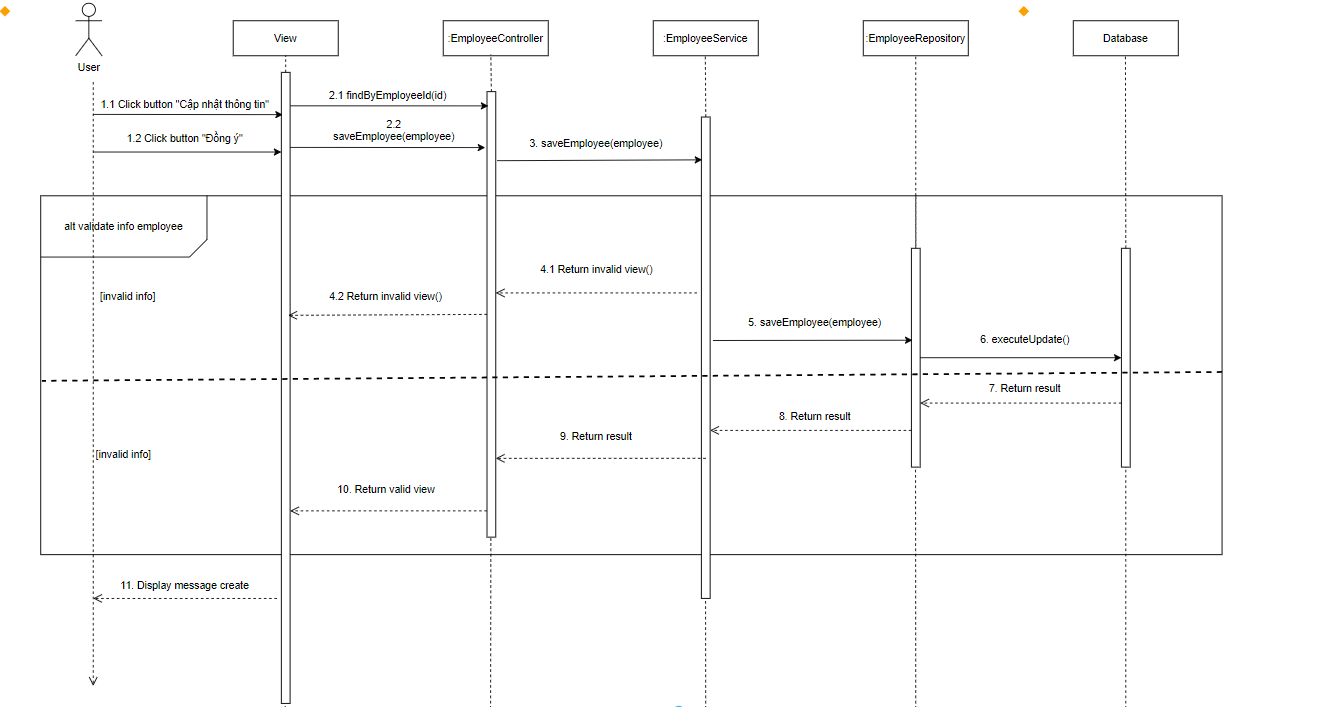 View
:EmployeeController
:EmployeeService
:EmployeeRepository
Database
User
1.1 Click button "Cập nhật thông tin"
2.1 findByEmployeeId(id)
2.2
saveEmployee(employee)
1.2 Click button "Đồng ý"
3. saveEmployee(employee)
alt validate info employee
4.1 Return invalid view()
[invalid info]
4.2 Return invalid view()
5. saveEmployee(employee)
6. executeUpdate()
7. Return result
8. Return result
9. Return result
[invalid info]
10. Return valid view
11. Display message create